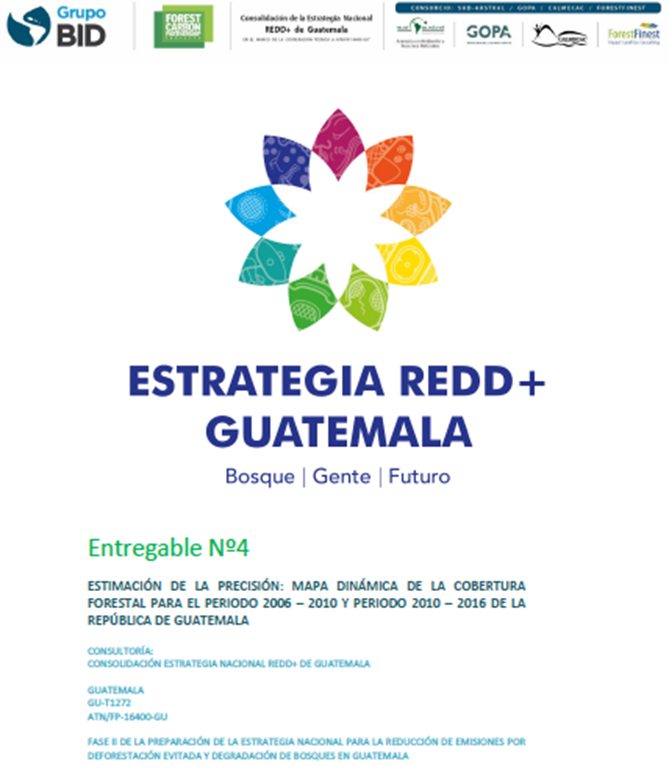 Grupo
BID
FOREST
CARBON
PARTNERSHIP
Consolidación de la Estrategia Nacional
REDD+ de Guatemala
CONSORCIO: SUD-AUSTRAL / GOPA / CALMECAC / FORESTFINEST
GOPA
CALMECAC
ForestFinest
ESTRATEGIA REDD+
GUATEMALA
Bosque | Gente | Futuro
Entregable Nº4
ESTIMACIÓN DE LA PRECISIÓN: MAPA DINÁMICA DE LA COBERTURA
FORESTAL PARA EL PERIODO 2006 – 2010 Y PERIODO 2010 – 2016 DE LA
REPÚBLICA DE GUATEMALA
CONSULTORÍA:
CONSOLIDACIÓN ESTRATEGIA NACIONAL REDD+ DE GUATEMALA
GUATEMALA
GU-T1272
ATN/FP-16400-GU
FASE II DE LA PREPARACIÓN DE LA ESTRATEGIA NACIONAL PARA LA REDUCCIÓN DE EMISIONES POR
DEFORESTACIÓN EVITADA Y DEGRADACIÓN DE BOSQUES EN GUATEMALA